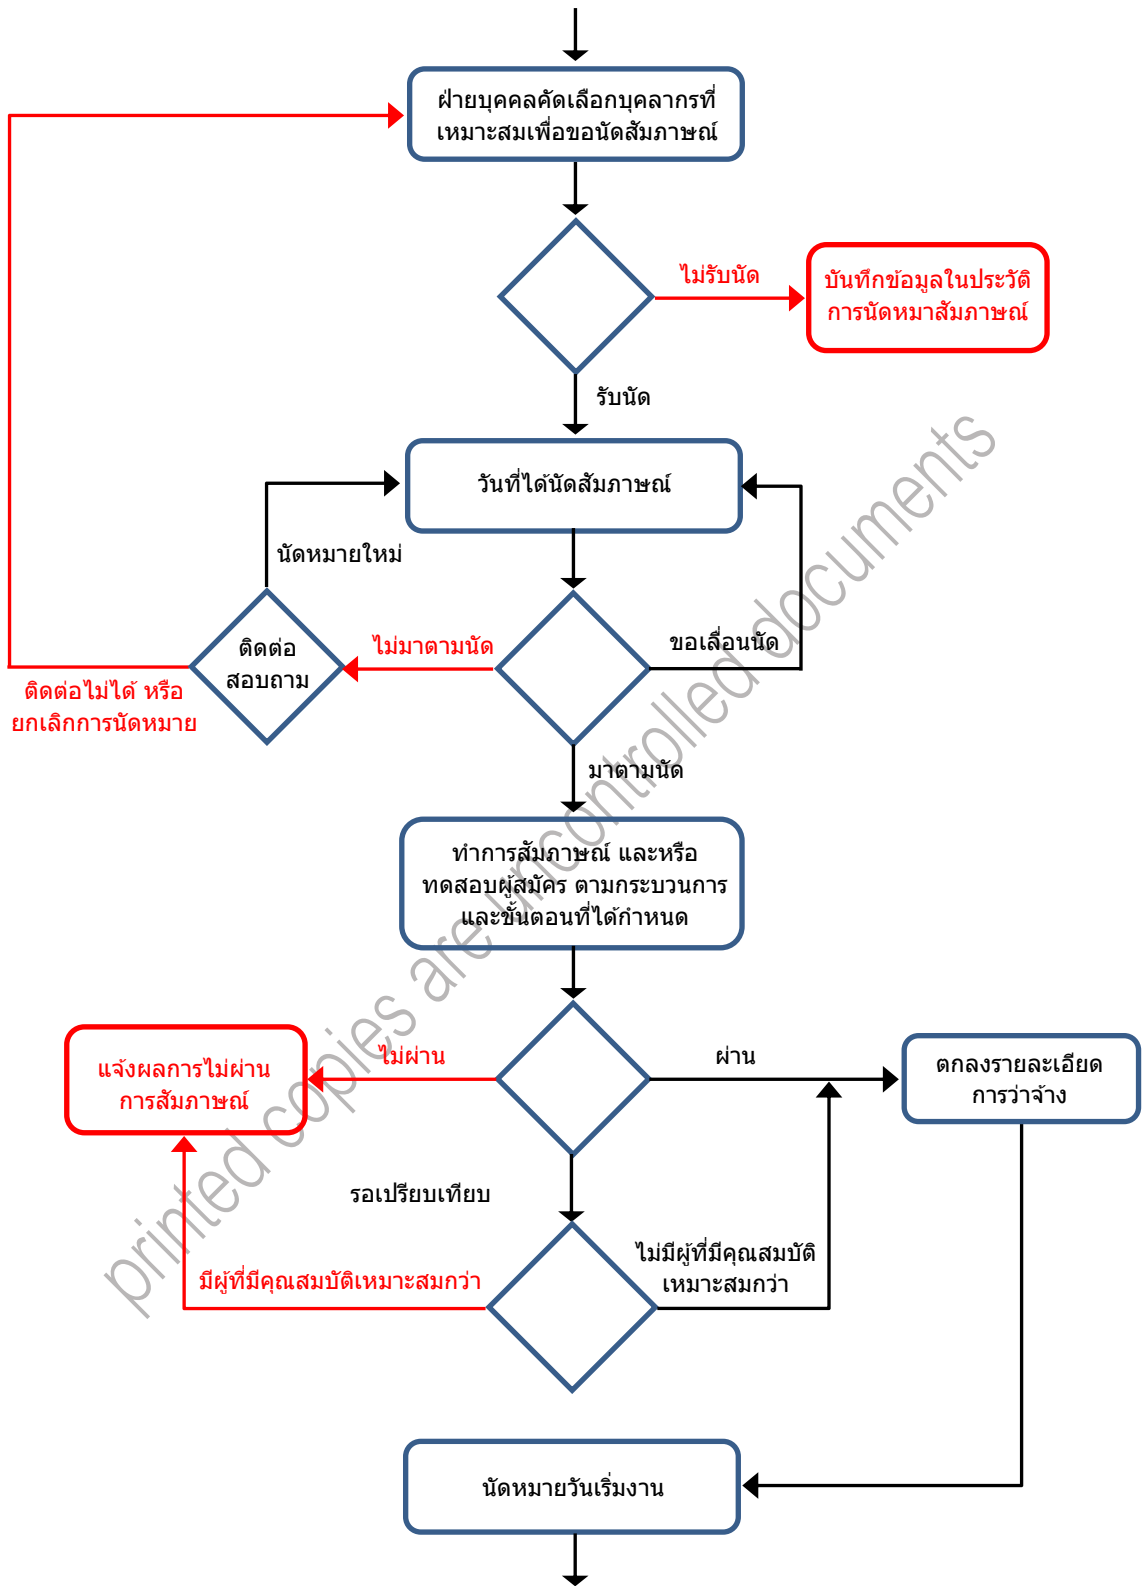 ฝ่ายบุคคลคัดเลือกบุคลากรที่
เหมาะสมเพื่อขอนัดสัมภาษณ์
ไม่รับนัด
บันทึกข้อมูลในประวัติ
การนัดหมาสัมภาษณ์
รับนัด
วันที่ได้นัดสัมภาษณ์
นัดหมายใหม่
ติดต่อ
สอบถาม
ไม่มาตามนัด
ขอเลื่อนนัด
ติดต่อไม่ได้ หรือ
ยกเลิกการนัดหมาย
มาตามนัด
ทำการสัมภาษณ์ และหรือ
ทดสอบผู้สมัคร ตามกระบวนการ
และขั้นตอนที่ได้กำหนด
แจ้งผลการไม่ผ่าน
การสัมภาษณ์
ไม่ผ่าน
ผ่าน
ตกลงรายละเอียด
การว่าจ้าง
รอเปรียบเทียบ
มีผู้ที่มีคุณสมบัติเหมาะสมกว่า
ไม่มีผู้ที่มีคุณสมบัติ
เหมาะสมกว่า
นัดหมายวันเริ่มงาน
printed copies are uncontrolled documents